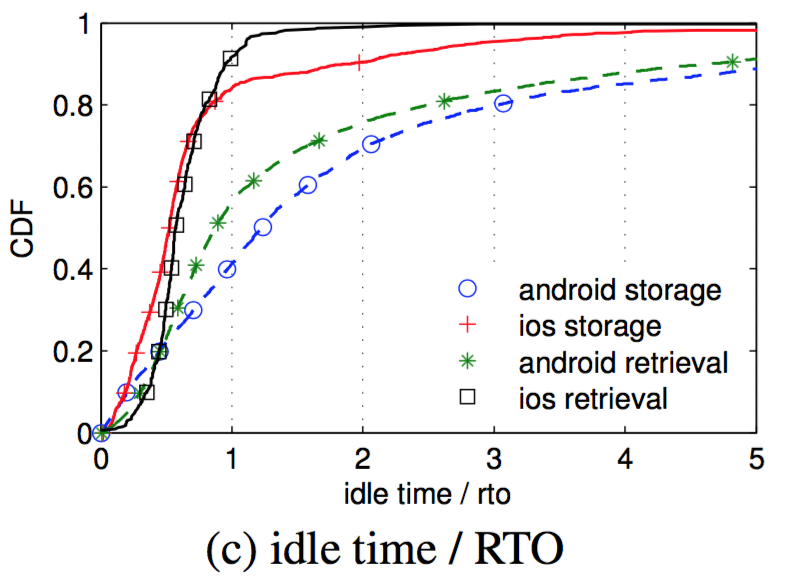 1
0.8
0.6
0.4
0.2
0
CDF
0 1 2 3 4 5
idle time / rto
android storage
ios storage
android retrieval
ios retrieval
(c) idle time / RTO